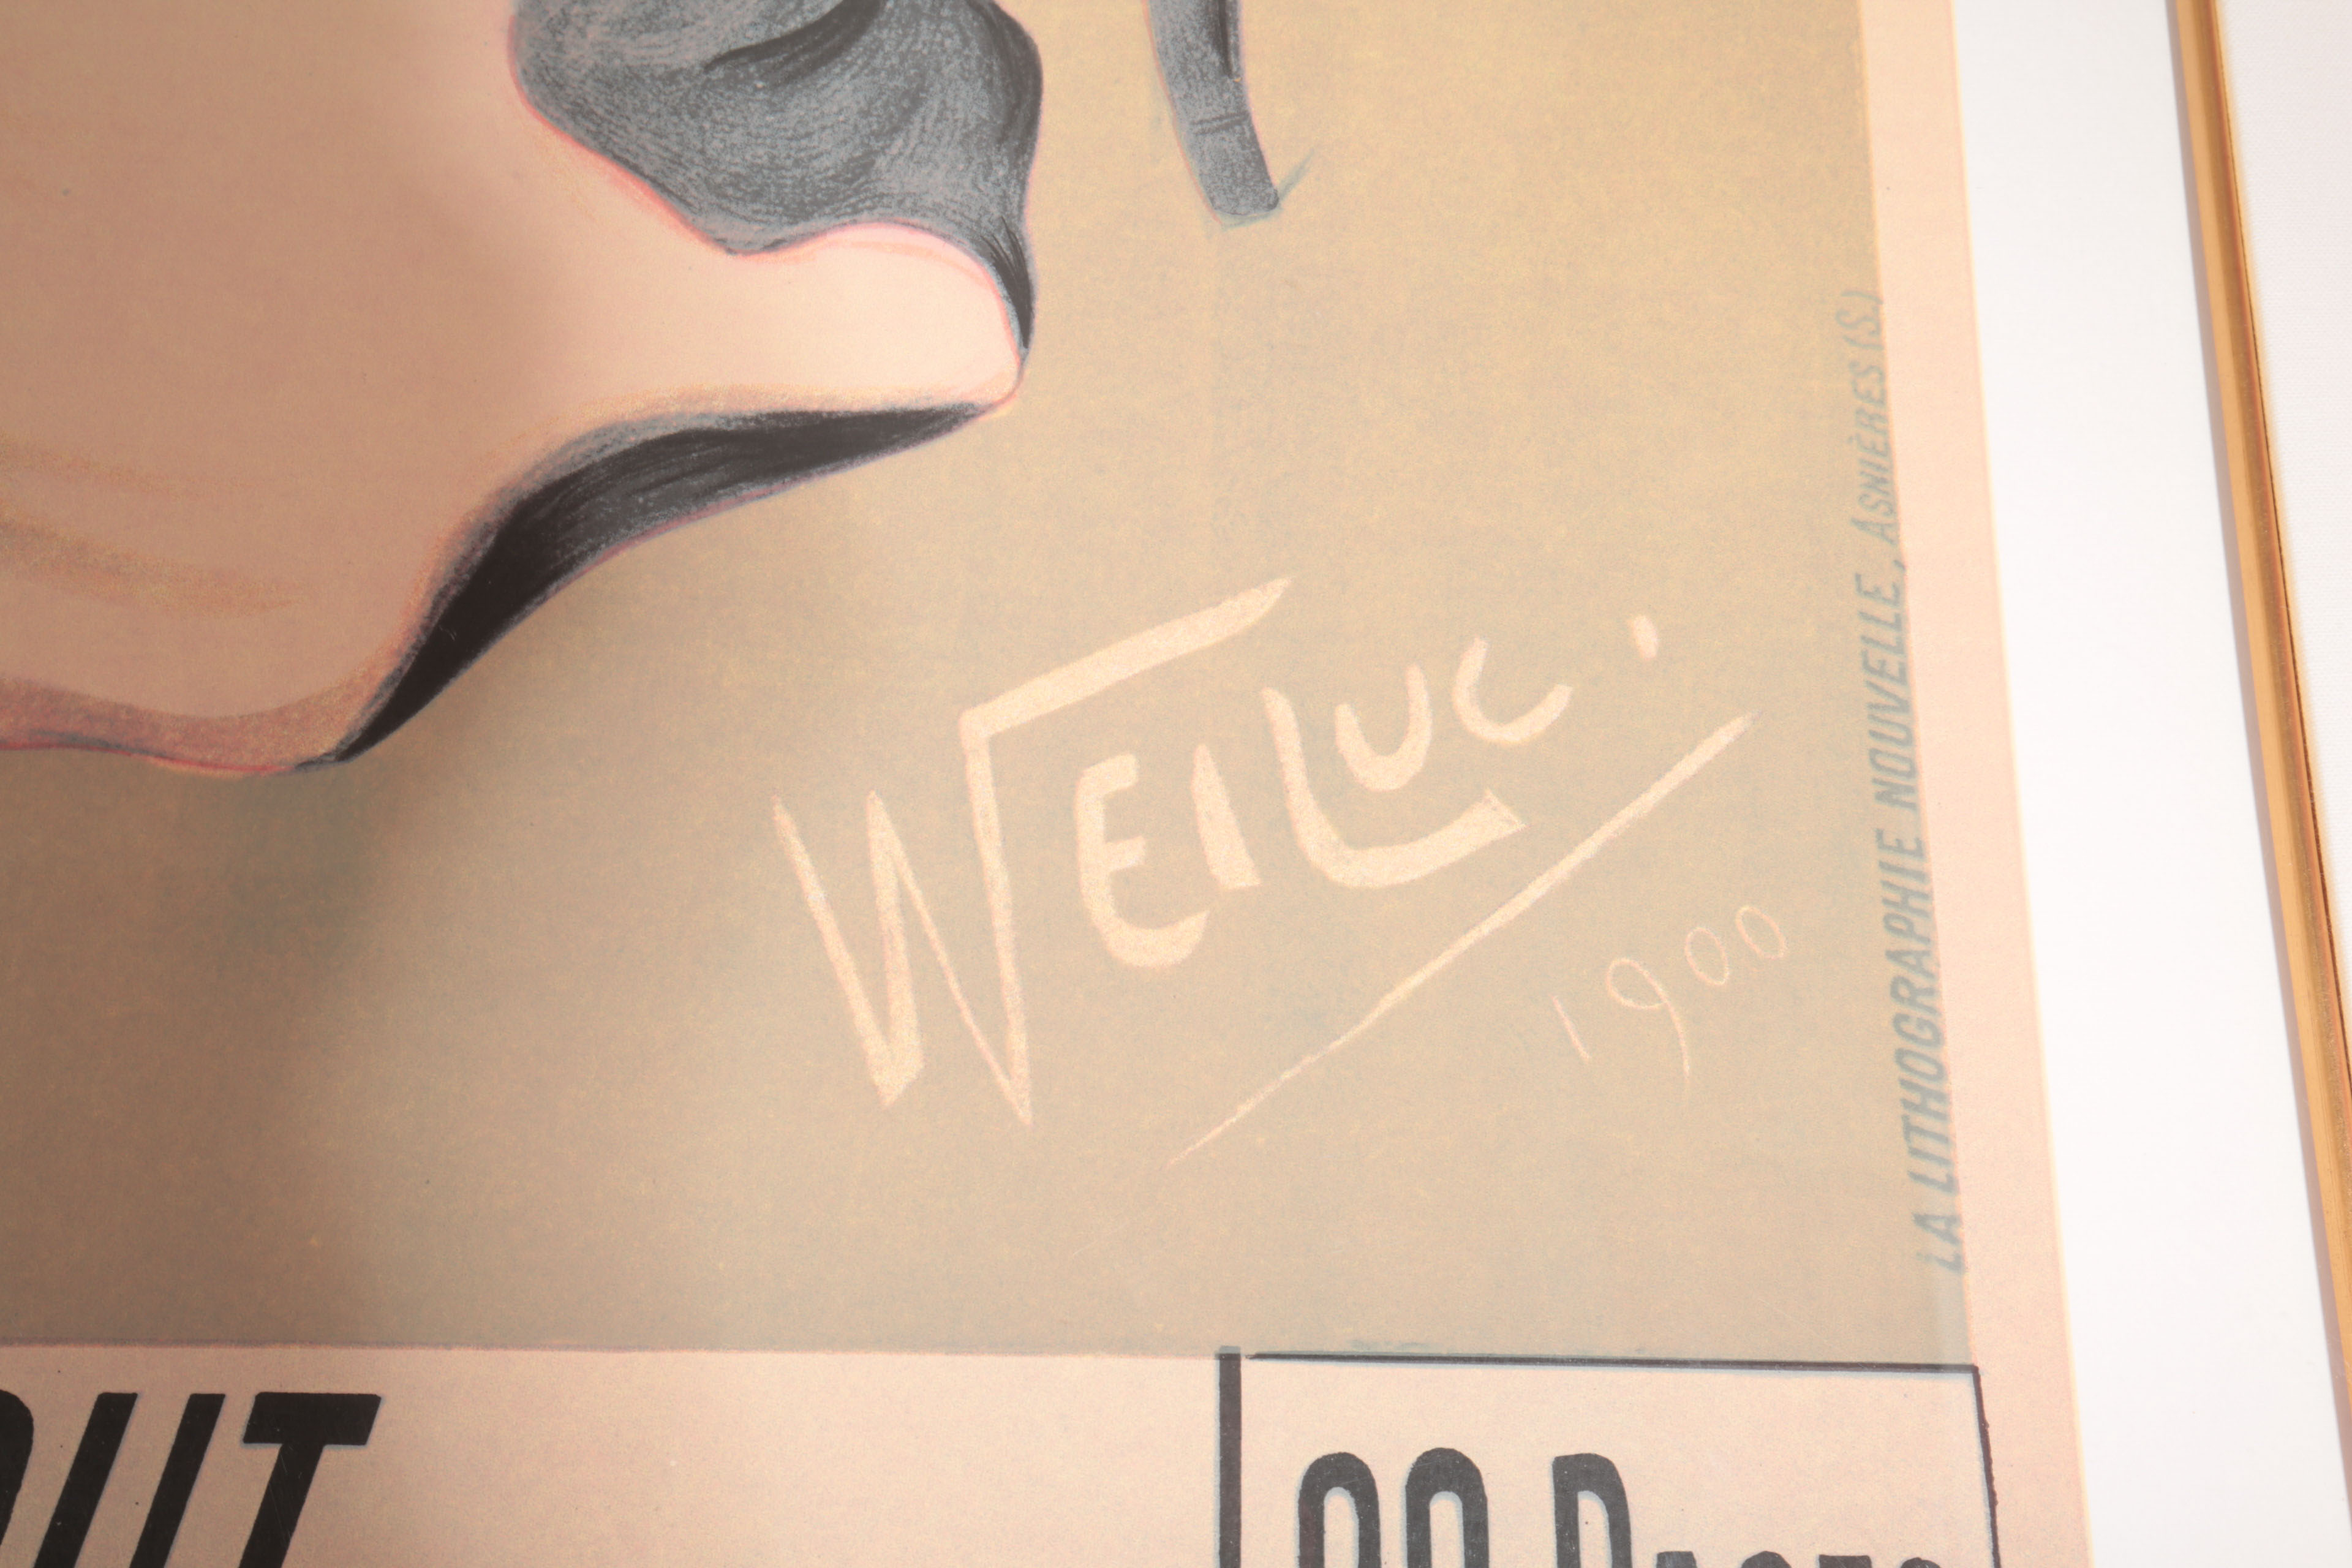 WEILUC.
1900
LA LITHOGRAPHIE NOUVELLE, ASNIÈRES (S.)